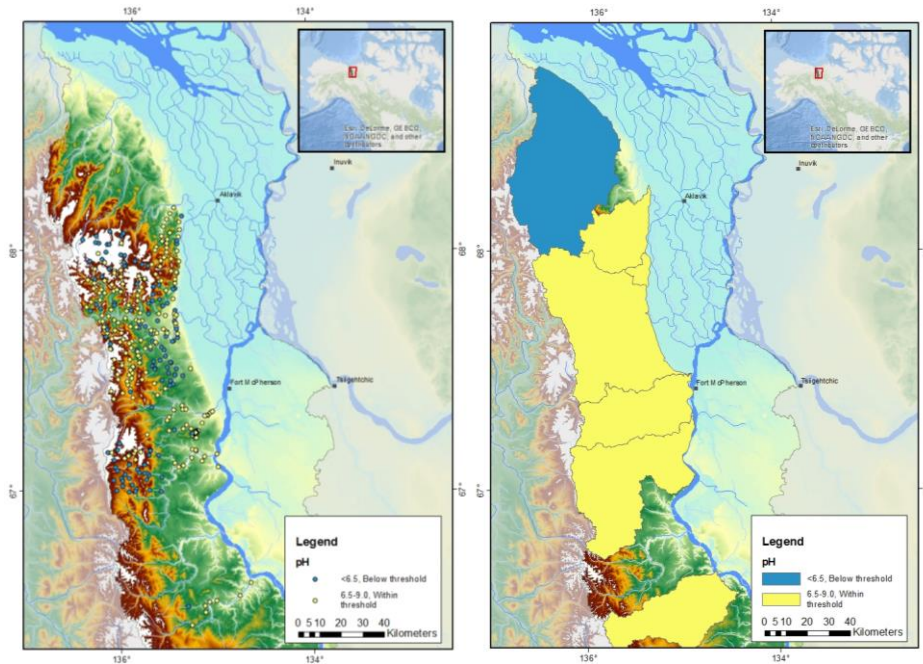 136°
134°
Esri, DeLorme, GEBCO,
NOAA NGDC, and other
contributors
Inuvik
Aklavik
68°
Fort McPherson
Tsiigehtchic
67°
Legend
pH
<6.5, Below threshold
6.5-9.0, Within
threshold
0 5 10 20 30 40
Kilometers
136°
134°
136°
134°
Esri, DeLorme, GEBCO,
NOAA NGDC, and other
contributors
Inuvik
Aklavik
68°
Fort McPherson
Tsiigehtchic
67°
Legend
pH
<6.5, Below threshold
6.5-9.0, Within
threshold
0 5 10 20 30 40
Kilometers
136°
134°